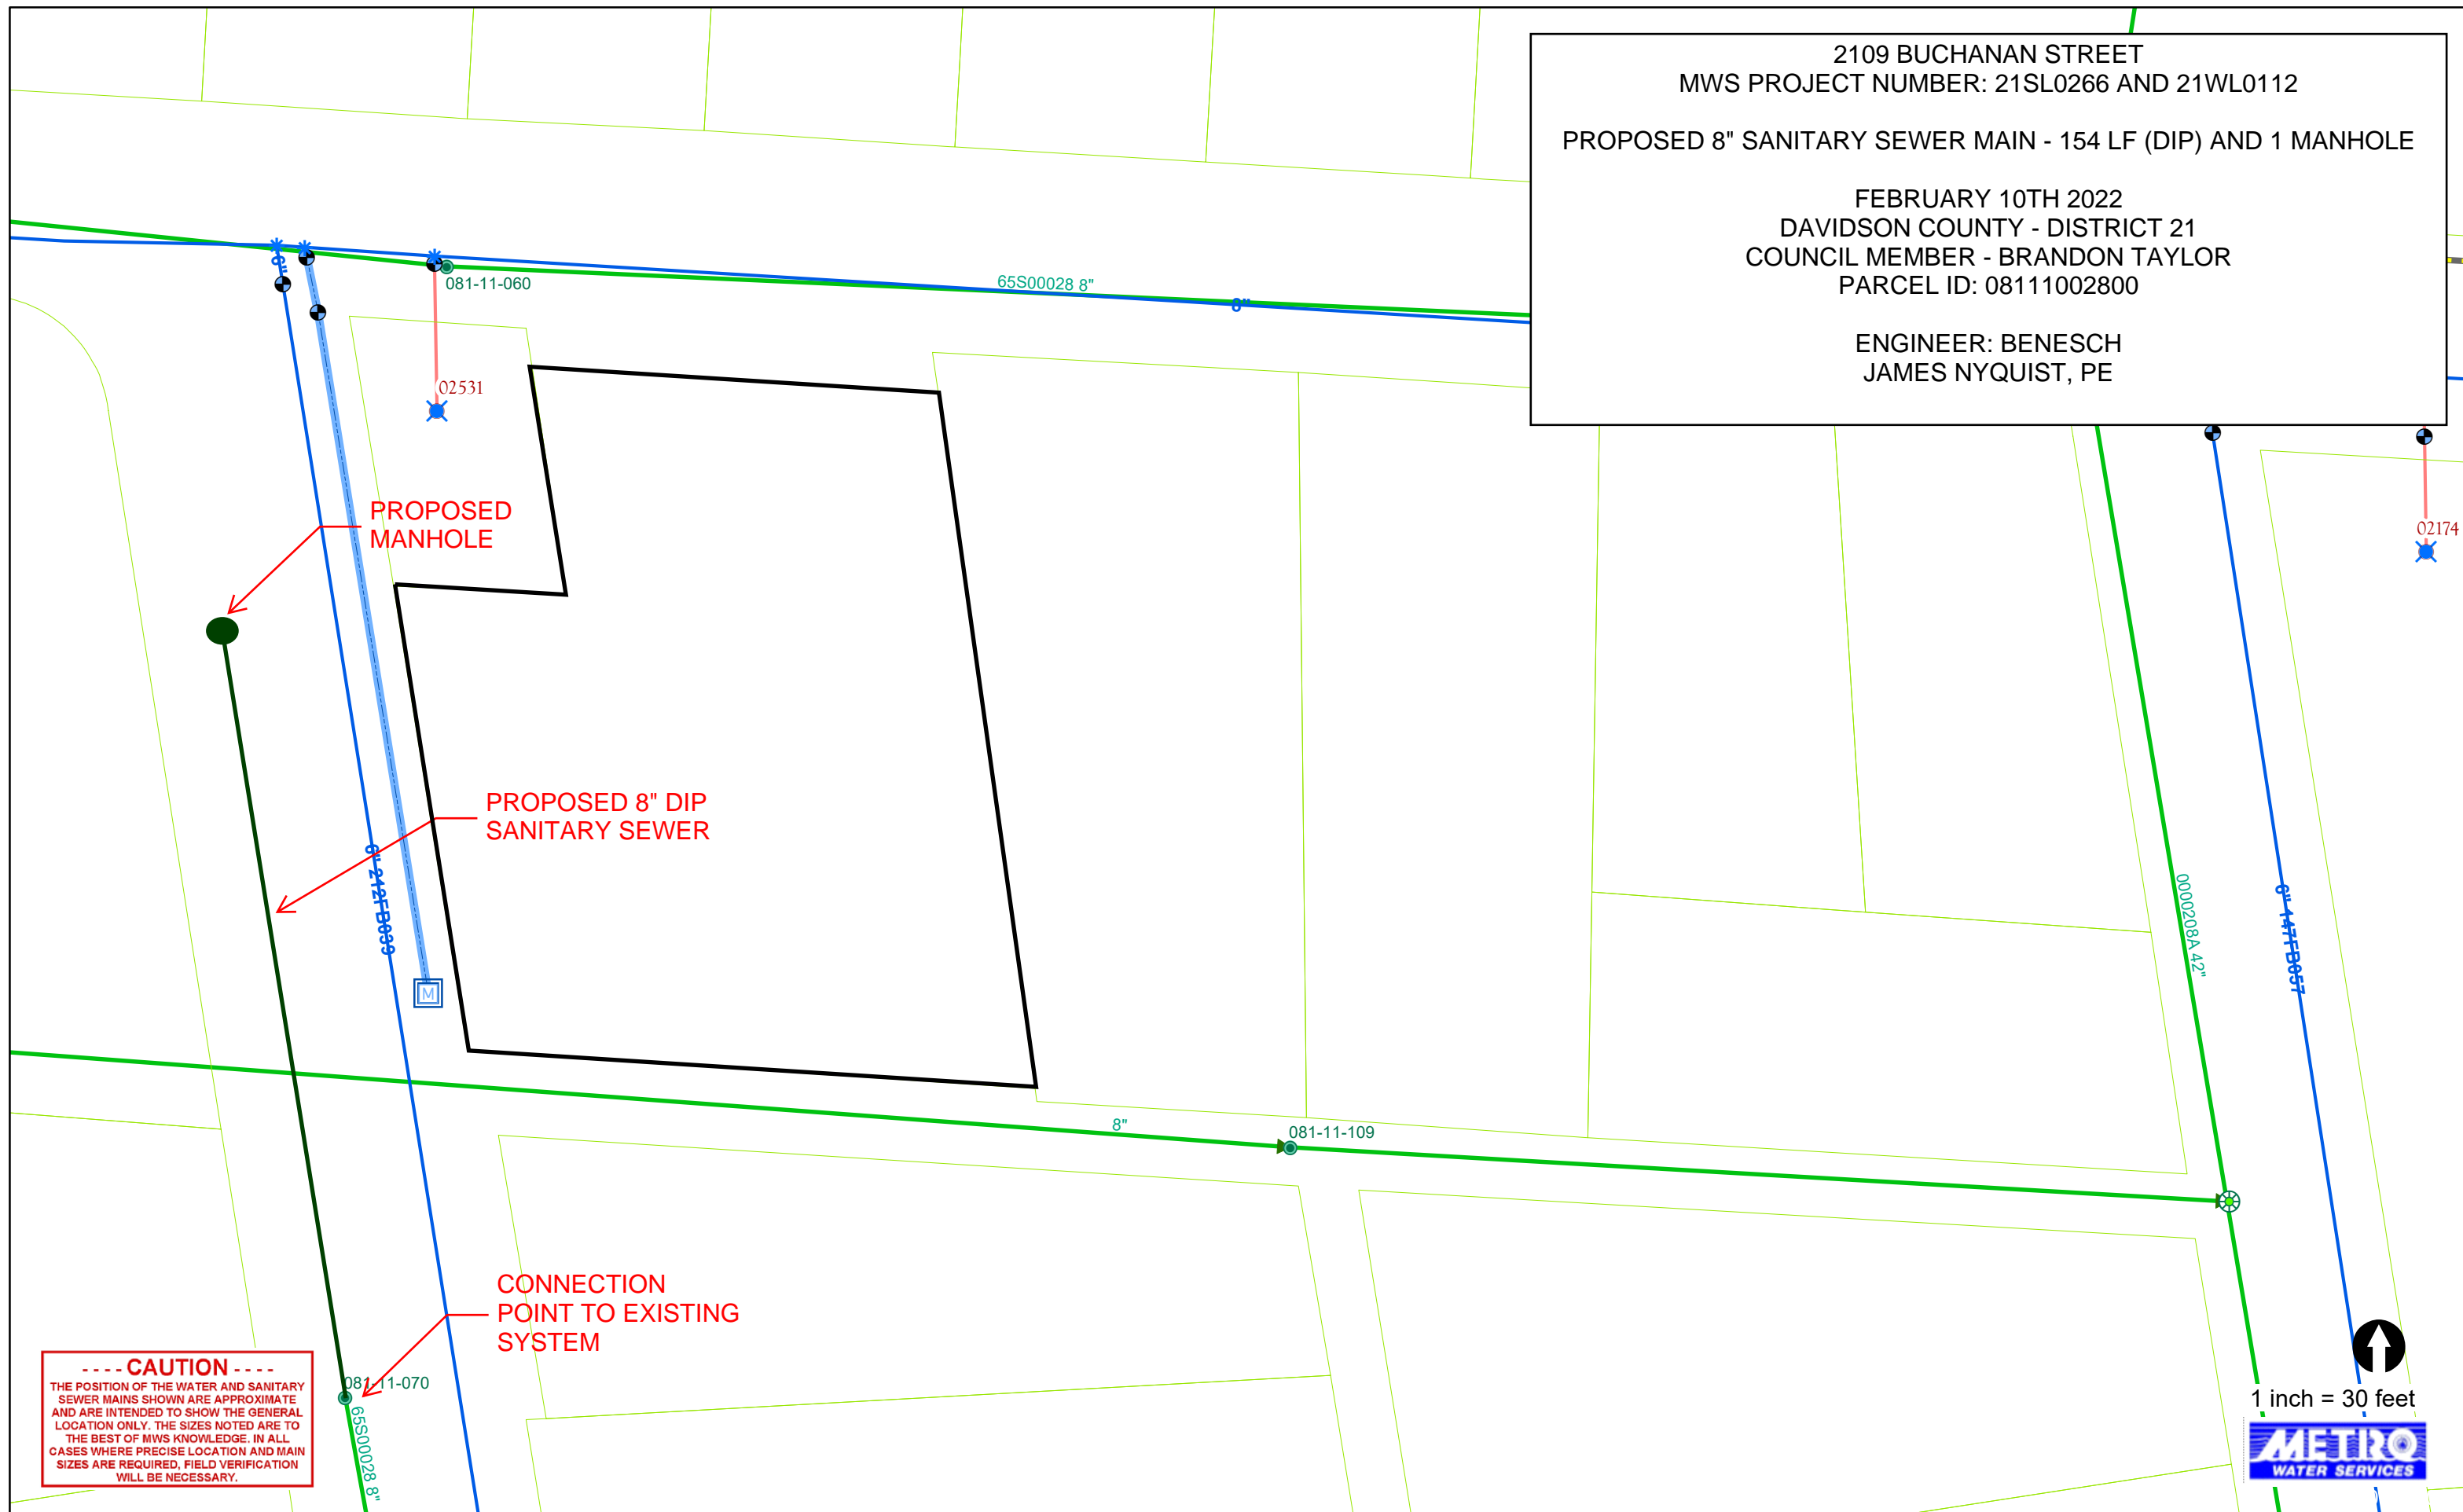 2109 BUCHANAN STREET
MWS PROJECT NUMBER: 21SL0266 AND 21WL0112
PROPOSED 8" SANITARY SEWER MAIN - 154 LF (DIP) AND 1 MANHOLE
FEBRUARY 10TH 2022
DAVIDSON COUNTY - DISTRICT 21
COUNCIL MEMBER - BRANDON TAYLOR
PARCEL ID: 08111002800
ENGINEER: BENESCH
JAMES NYQUIST, PE
6"
081-11-060
65S00028 8"
8"
02531
02174
PROPOSED
MANHOLE
PROPOSED 8" DIP
SANITARY SEWER
6" 242FB039
M
0000208A 42"
6" 147FB057
8"
081-11-109
CONNECTION
POINT TO EXISTING
SYSTEM
081-11-070
65S00028 8"
- - - - CAUTION - - - -
THE POSITION OF THE WATER AND SANITARY
SEWER MAINS SHOWN ARE APPROXIMATE
AND ARE INTENDED TO SHOW THE GENERAL
LOCATION ONLY. THE SIZES NOTED ARE TO
THE BEST OF MWS KNOWLEDGE. IN ALL
CASES WHERE PRECISE LOCATION AND MAIN
SIZES ARE REQUIRED, FIELD VERIFICATION
WILL BE NECESSARY.
1 inch = 30 feet
METRO
WATER SERVICES